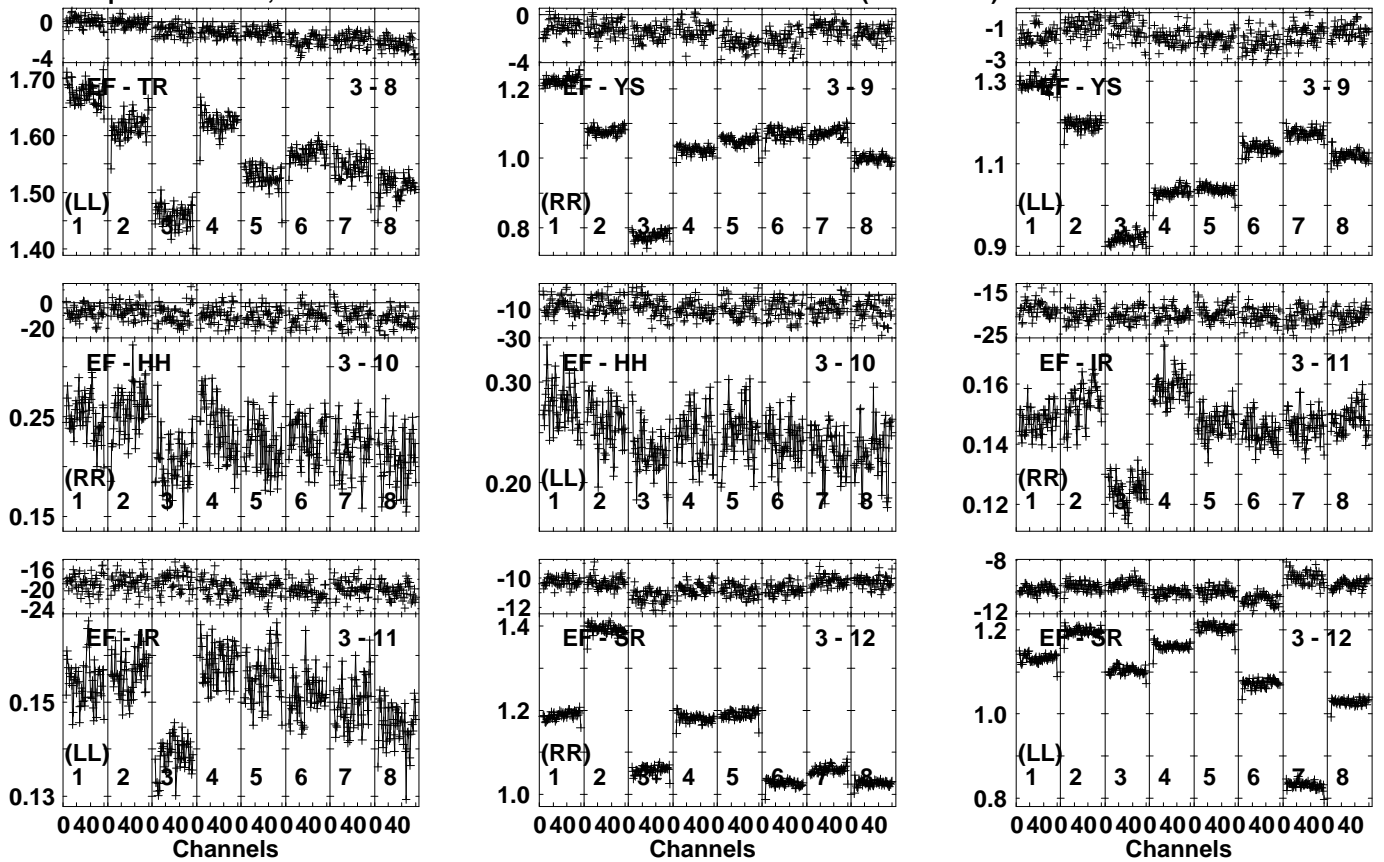 0
-4
1.70
1.60
1.50
1.40
EF - TR 3 - 8
(LL)
1 2 3 4 5 6 7 8
0
-4
1.2
1.0
0.8
EF - YS 3 - 9
(RR)
1 2 3 4 5 6 7 8
-1
-3
1.3
1.1
0.9
EF - YS 3 - 9
(LL)
1 2 3 4 5 6 7 8
0
-20
0.25
0.15
EF - HH 3 - 10
(RR)
1 2 3 4 5 6 7 8
-10
-30
0.30
0.20
EF - HH 3 - 10
(LL)
1 2 3 4 5 6 7 8
-15
-25
0.16
0.14
0.12
EF - IR 3 - 11
(RR)
1 2 3 4 5 6 7 8
-16
-20
-24
0.15
0.13
EF - IR 3 - 11
(LL)
1 2 3 4 5 6 7 8
0 40 0 40 0 40 0 40 0 40 0 40 0 40 0 40
Channels
-10
-12
1.4
1.2
1.0
EF - SR 3 - 12
(RR)
1 2 3 4 5 6 7 8
0 40 0 40 0 40 0 40 0 40 0 40 0 40 0 40
Channels
-8
-12
1.2
1.0
0.8
EF - SR 3 - 12
(LL)
1 2 3 4 5 6 7 8
0 40 0 40 0 40 0 40 0 40 0 40 0 40 0 40
Channels